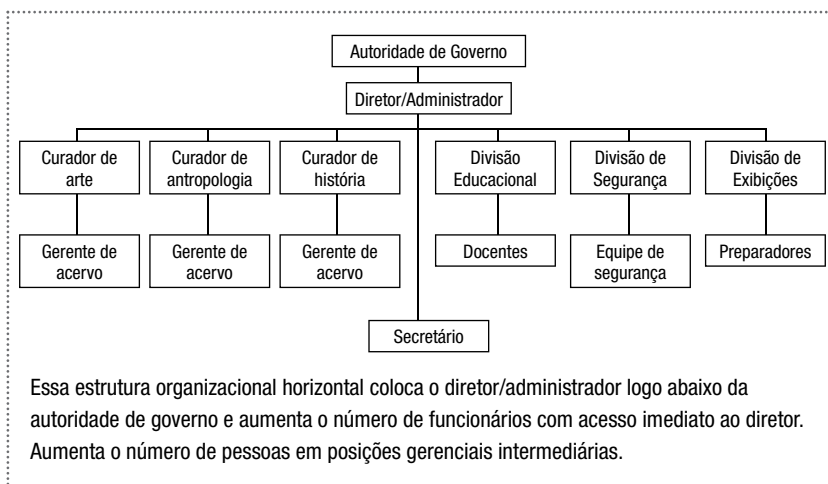 Autoridade de Governo
Diretor/Administrador
Curador de
arte
Curador de
antropologia
Curador de
história
Divisão
Educacional
Divisão de
Segurança
Divisão de
Exibições
Gerente de
acervo
Gerente de
acervo
Gerente de
acervo
Docentes
Equipe de
segurança
Preparadores
Secretário
Essa estrutura organizacional horizontal coloca o diretor/administrador logo abaixo da
autoridade de governo e aumenta o número de funcionários com acesso imediato ao diretor.
Aumenta o número de pessoas em posições gerenciais intermediárias.